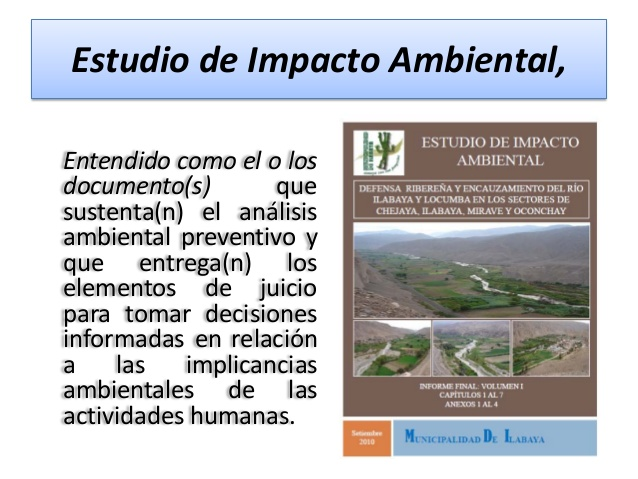 Estudio de Impacto Ambiental,
Entendido como el o los
documento(s) que
sustenta(n) el análisis
ambiental preventivo y
que entrega(n) los
elementos de juicio
para tomar decisiones
informadas en relación
a las implicancias
ambientales de las
actividades humanas.
ESTUDIO DE IMPACTO
AMBIENTAL
DEFENSA RIBEREÑA Y ENCAUZAMIENTO DEL RÍO
ILABAYA Y LOCUMBA EN LOS SECTORES DE
CHEJAYA, ILABAYA, MIRAVE Y OCONCHAY
INFORME FINAL: VOLUMEN I
CAPÍTULOS 1 AL 7
ANEXOS 1 AL 4
Setiembre
2010
MUNICIPALIDAD DE ILABAYA